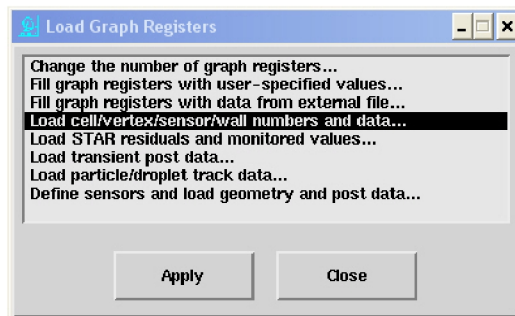 Load Graph Registers
Change the number of graph registers...
Fill graph registers with user-specified values...
Fill graph registers with data from external file...
Load cell/vertex/sensor/wall numbers and data...
Load STAR residuals and monitored values...
Load transient post data...
Load particle/droplet track data...
Define sensors and load geometry and post data...
Apply Close